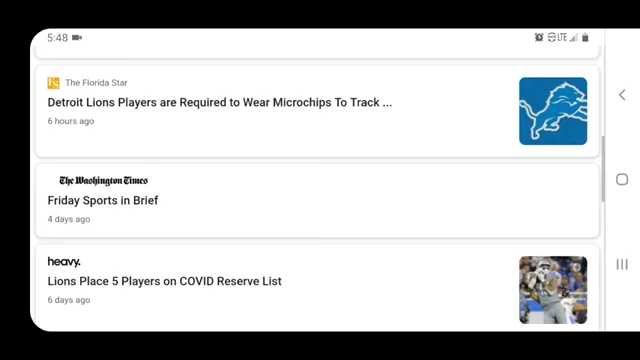 5:48
LTE
The Florida Star
Detroit Lions Players are Required to Wear Microchips To Track ...
6 hours ago
The Washington Times
Friday Sports in Brief
4 days ago
heavy.
Lions Place 5 Players on COVID Reserve List
6 days ago